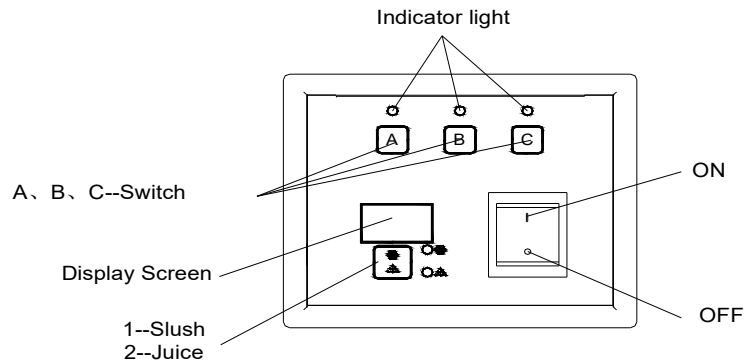 Indicator light
A B C
A、B、C--Switch
ON
Display Screen
OFF
1--Slush
2--Juice